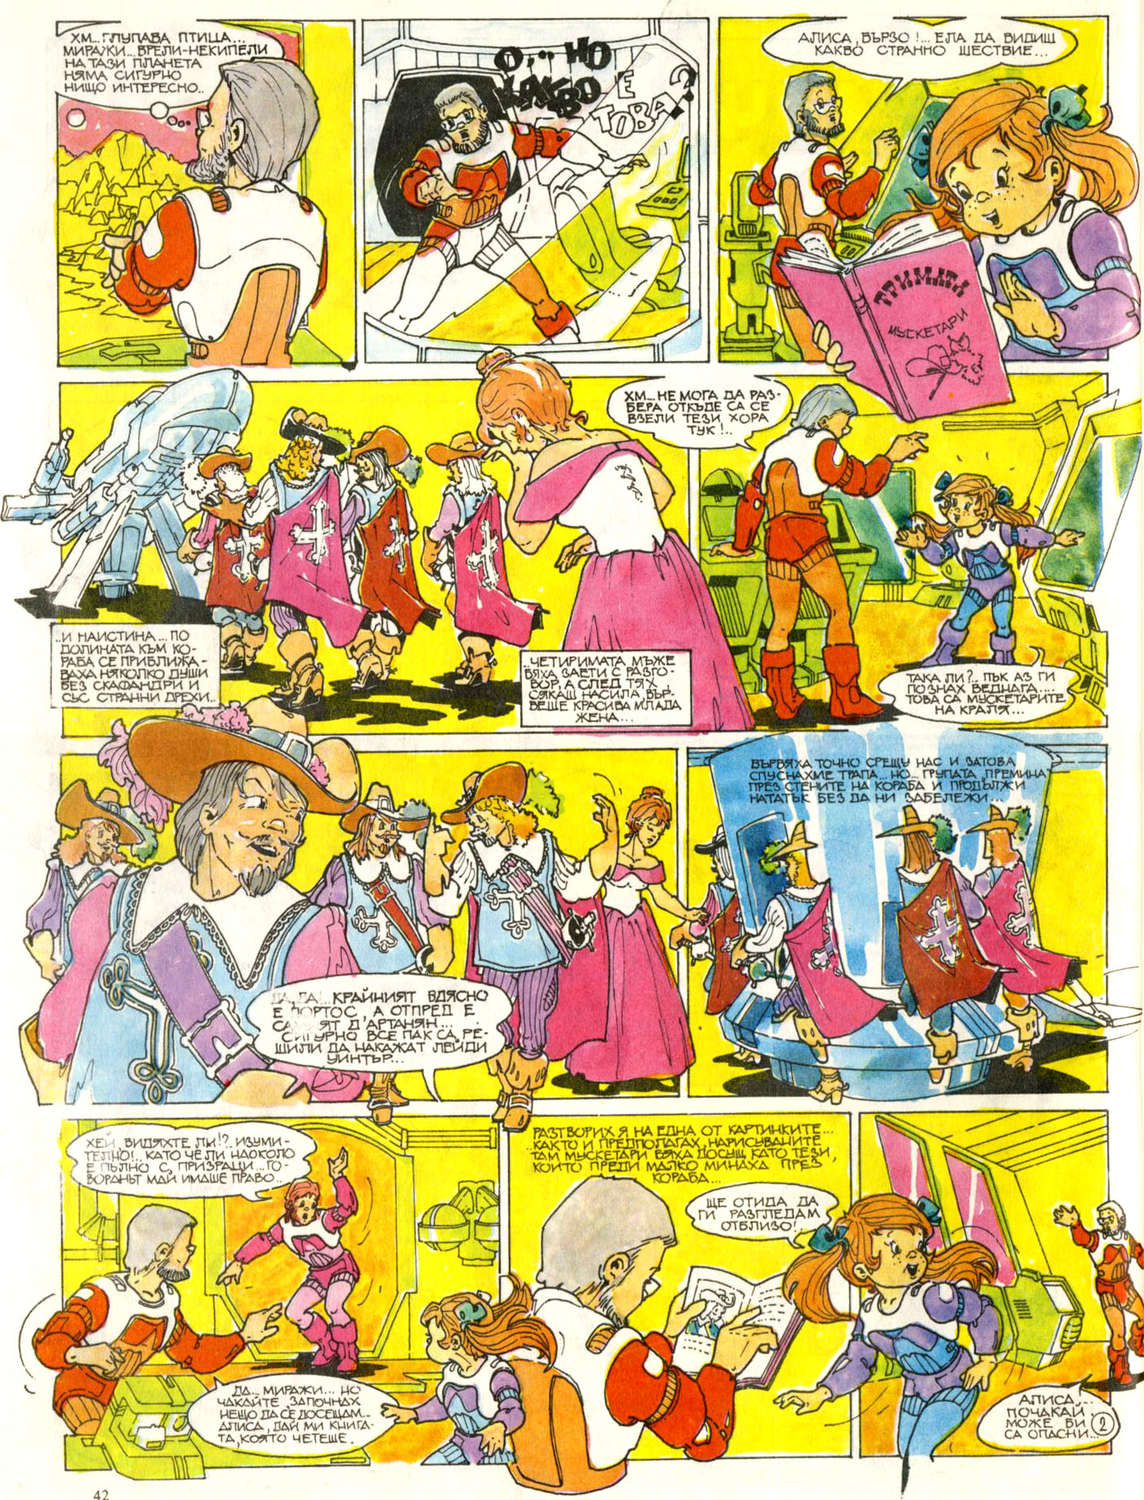 ХМ... ГЛУПАВА ПТИЦА...
МИРАЖИ... ВРЕЛИ-НЕКИПЕЛИ
НА ТАЗИ ПЛАНЕТА
НЯМА СИГУРНО
НИЩО ИНТЕРЕСНО..
О... НО
КАКВО Е
ТОВА?
АЛИСА, БЪРЗО!... ЕЛА ДА ВИДИШ
КАКВО СТРАННО ШЕСТВИЕ...
ТРИМАТА
МУСКЕТАРИ
..И НАИСТИНА... ПО
ДОЛИНАТА КЪМ КО-
РАБА СЕ ПРИБЛИЖА-
ВАХА НЯКОЛКО ДУШИ
БЕЗ СКАФАНДРИ И
СЪС СТРАННИ ДРЕХИ...
..ЧЕТИРИМАТА МЪЖЕ
БЯХА ЗАЕТИ С РАЗГО-
ВОР, А СЛЕД ТЯХ,
СЯКАШ НАСИЛА, ВЪР-
ВЕШЕ КРАСИВА МЛАДА
ЖЕНА...
ХМ... НЕ МОГА ДА РАЗ-
БЕРА ОТКЪДЕ СА СЕ
ВЗЕЛИ ТЕЗИ ХОРА
ТУК!..
ТАКА ЛИ?.. ПЪК АЗ ГИ
ПОЗНАХ ВЕДНАГА....
ТОВА СА МУСКЕТАРИТЕ
НА КРАЛЯ...
ДА, ДА!... КРАЙНИЯТ ВДЯСНО
Е ПОРТОС, А ОТПРЕД Е
САМИЯТ Д'АРТАНЯН...
СИГУРНО ВСЕ ПАК СА РЕ-
ШИЛИ ДА НАКАЖАТ ЛЕЙДИ
УИНТЪР...
ВЪРВЯХА ТОЧНО СРЕЩУ НАС И ЗАТОВА
СПУСНАХМЕ ТРАПА... НО... ГРУПАТА ПРЕМИНА
ПРЕЗ СТЕНИТЕ НА КОРАБА И ПРОДЪЛЖИ
НАТАТЪК БЕЗ ДА НИ ЗАБЕЛЕЖИ...
ХЕЙ, ВИДЯХТЕ ЛИ!?. ИЗУМИ-
ТЕЛНО!.. КАТО ЧЕ ЛИ НАОКОЛО
Е ПЪЛНО С ПРИЗРАЦИ... ГО-
ВОРАНЪТ МАЙ ИМАШЕ ПРАВО..
ДА... МИРАЖИ... НО
ЧАКАЙТЕ, ЗАПОЧНАХ
НЕЩО ДА СЕ ДОСЕЩАМ...
АЛИСА, ДАЙ МИ КНИГА-
ТА, КОЯТО ЧЕТЕШЕ.
РАЗТВОРИХ Я НА ЕДНА ОТ КАРТИНКИТЕ...
..КАКТО И ПРЕДПОЛАГАХ, НАРИСУВАНИТЕ
ТАМ МУСКЕТАРИ БЯХА ДОСУЩ КАТО ТЕЗИ,
КОИТО ПРЕДИ МАЛКО МИНАХА ПРЕЗ
КОРАБА...
ЩЕ ОТИДА ДА
ГИ РАЗГЛЕДАМ
ОТБЛИЗО!..
АЛИСА!..
ПОЧАКАЙ
МОЖЕ БИ
СА ОПАСНИ...
2
42